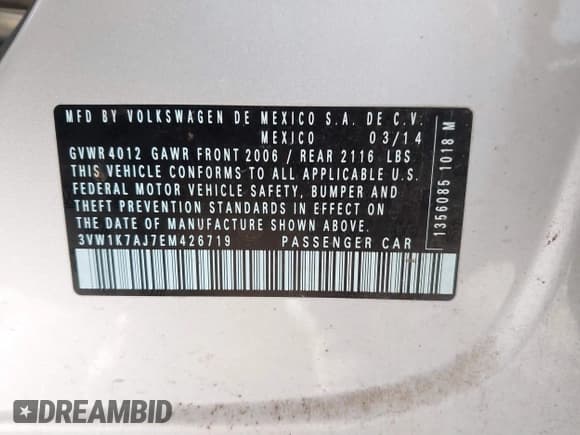 MFD BY VOLKSWAGEN DE MEXICO S.A. DE C.V.
MEXICO 03/14
GVWR 4012 GAWR FRONT 2006 / REAR 2116 LBS
THIS VEHICLE CONFORMS TO ALL APPLICABLE U.S.
FEDERAL MOTOR VEHICLE SAFETY, BUMPER AND
THEFT PREVENTION STANDARDS IN EFFECT ON
THE DATE OF MANUFACTURE SHOWN ABOVE.
3VW1K7AJ7EM426719 PASSENGER CAR
1356085 1018 M
DREAMBID